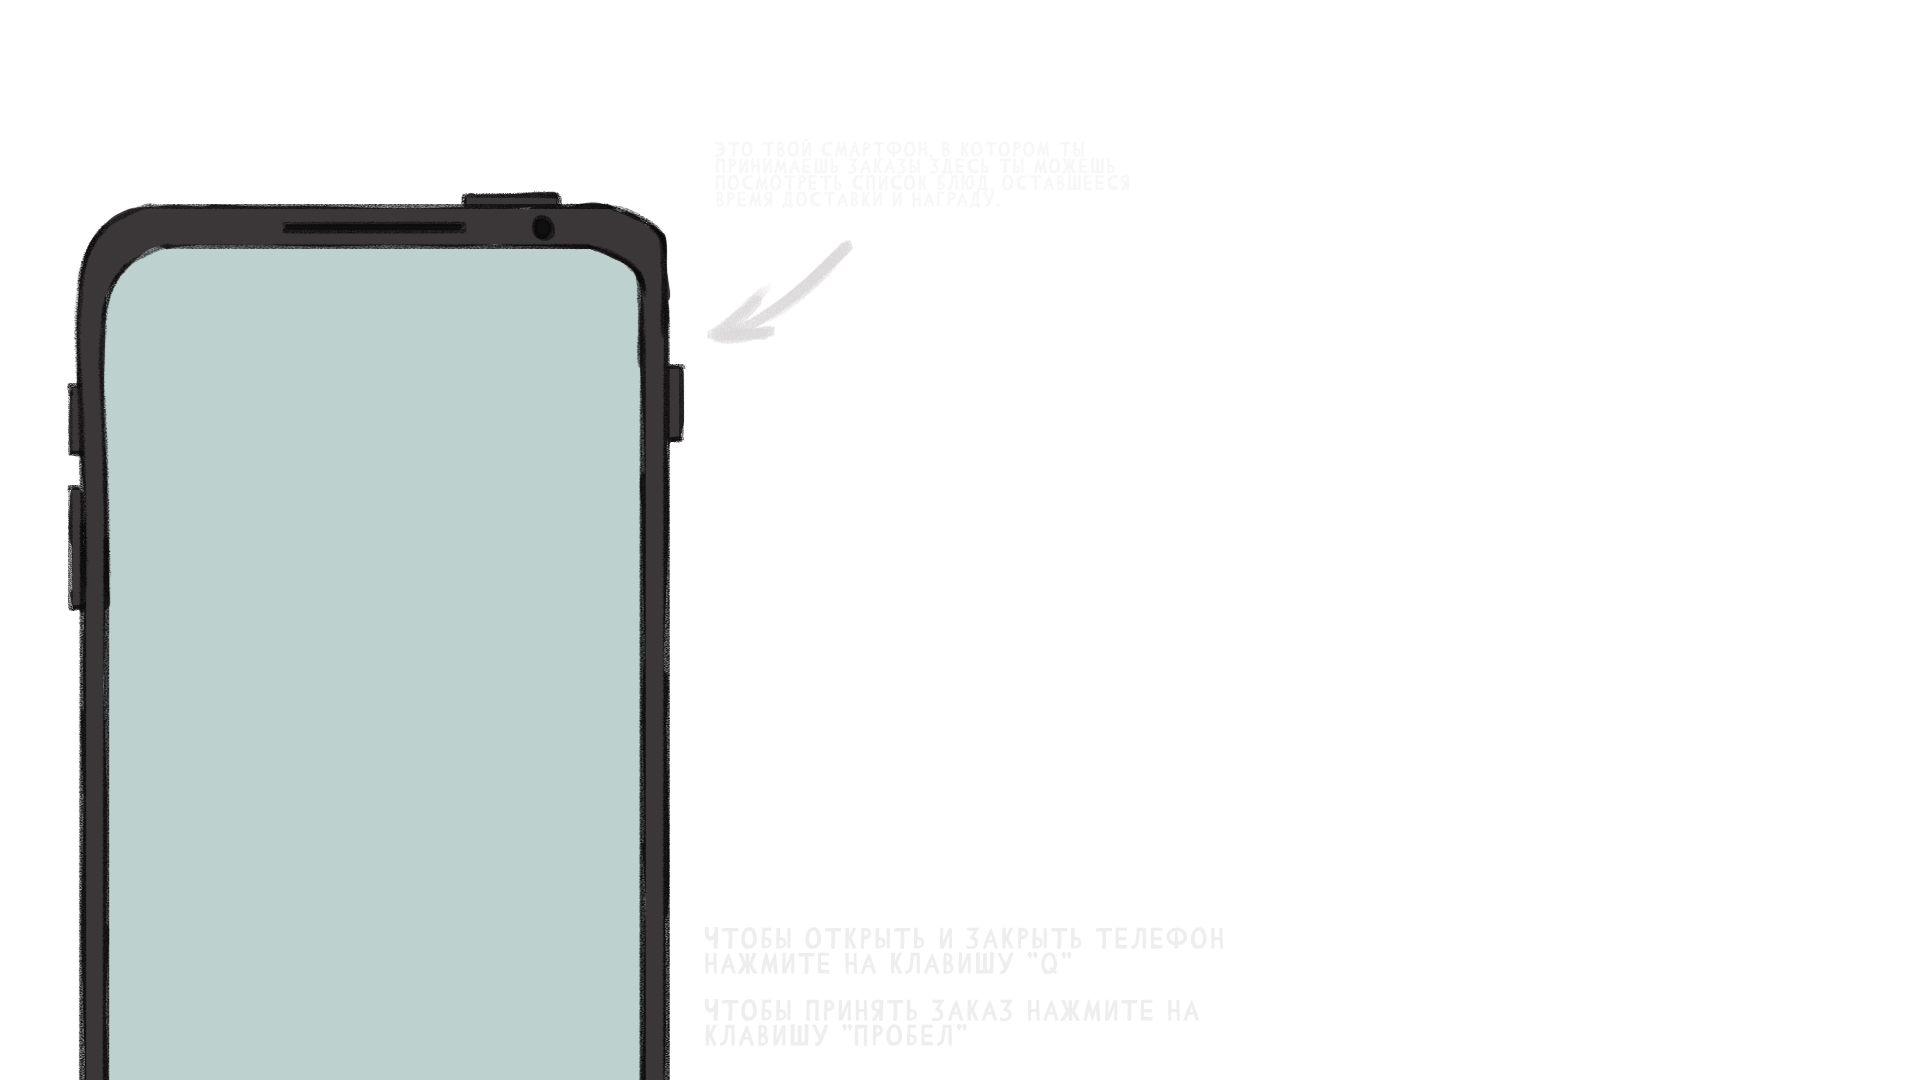 ЭТО ТВОЙ СМАРТФОН, В КОТОРОМ ТЫ
ПРИНИМАЕШЬ ЗАКАЗЫ ЗДЕСЬ ТЫ МОЖЕШЬ
ПОСМОТРЕТЬ СПИСОК БЛЮД, ОСТАВШЕЕСЯ
ВРЕМЯ ДОСТАВКИ И НАГРАДУ.
ЧТОБЫ ОТКРЫТЬ И ЗАКРЫТЬ ТЕЛЕФОН
НАЖМИТЕ НА КЛАВИШУ "Q"
ЧТОБЫ ПРИНЯТЬ ЗАКАЗ НАЖМИТЕ НА
КЛАВИШУ "ПРОБЕЛ"